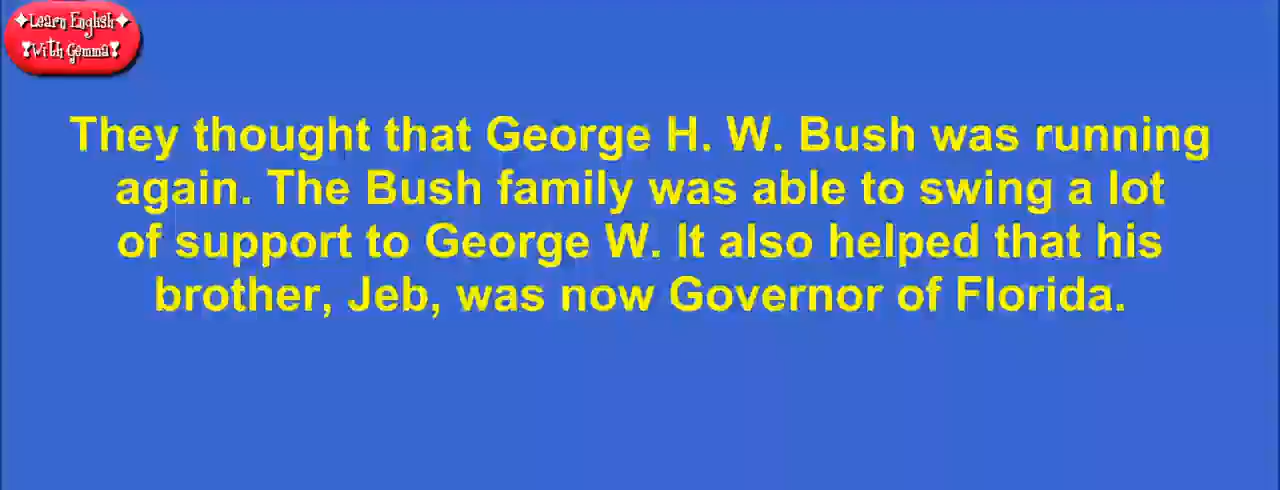 ✦Learn English✦
❣With Gemma❣
They thought that George H. W. Bush was running
again. The Bush family was able to swing a lot
of support to George W. It also helped that his
brother, Jeb, was now Governor of Florida.